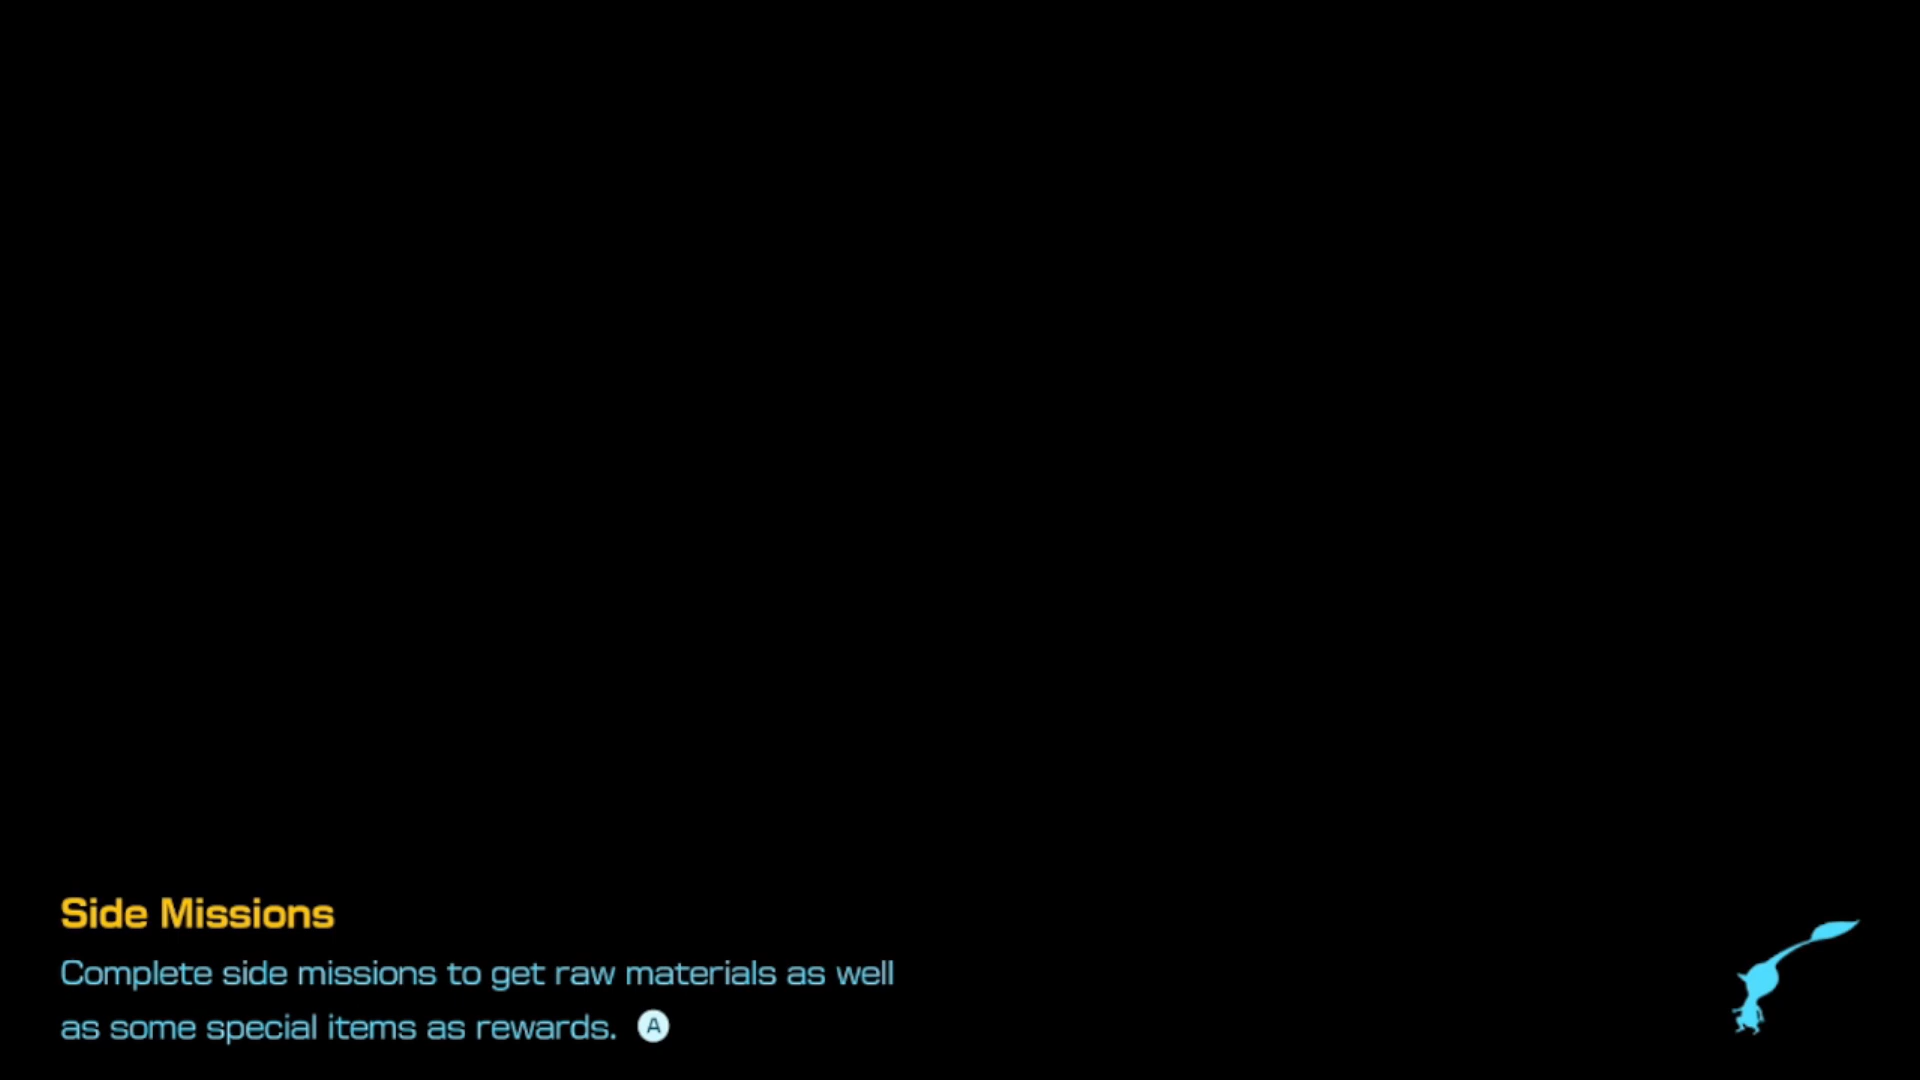 Side Missions
Complete side missions to get raw materials as well
as some special items as rewards. A